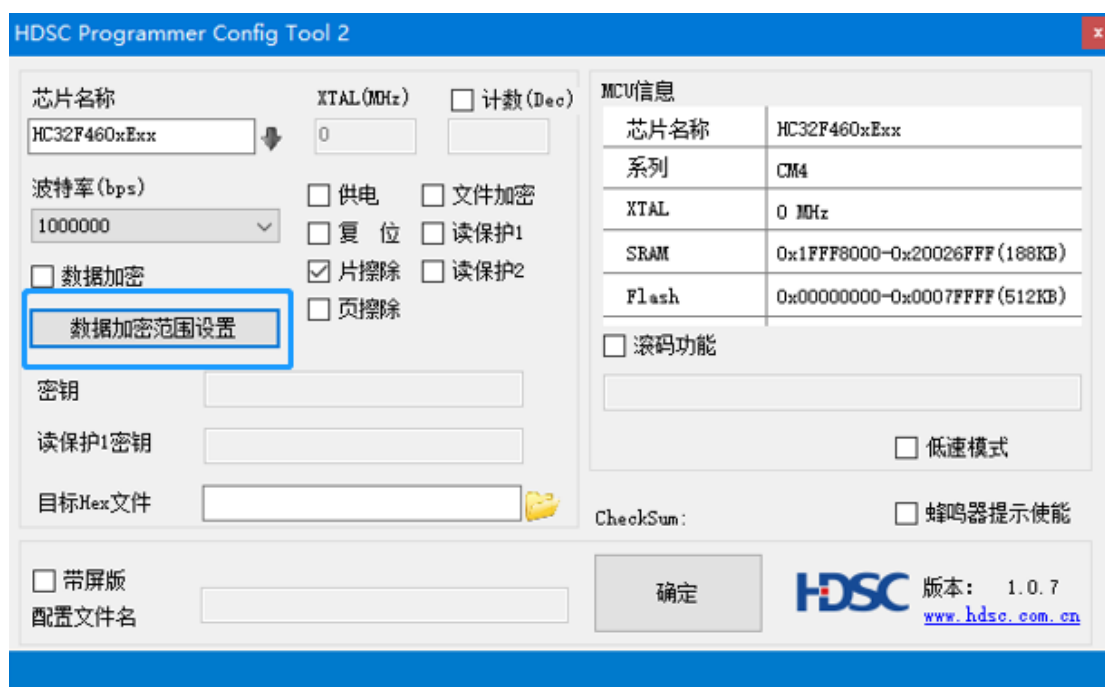 HDSC Programmer Config Tool 2
x
芯片名称
XTAL(MHz)
计数(Dec)
HC32F460xExx
0
波特率(bps)
1000000
供电
文件加密
复 位
读保护1
数据加密
片擦除
读保护2
数据加密范围设置
页擦除
密钥
读保护1密钥
目标Hex文件
MCU信息
芯片名称 HC32F460xExx
系列 CM4
XTAL 0 MHz
SRAM 0x1FFF8000-0x20026FFF(188KB)
Flash 0x00000000-0x0007FFFF(512KB)
滚码功能
低速模式
CheckSum:
蜂鸣器提示使能
带屏版
配置文件名
确定
HDSC
版本: 1.0.7
www.hdsc.com.cn